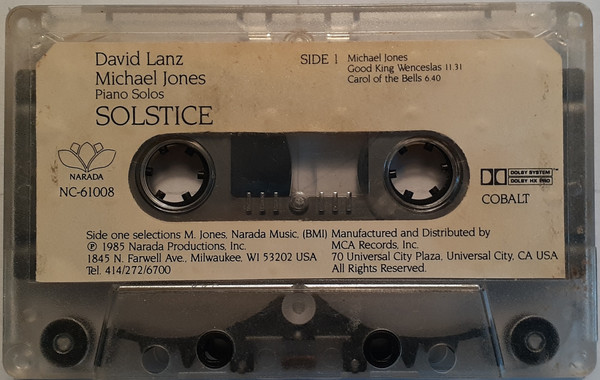 David Lanz
Michael Jones
Piano Solos
SOLSTICE
SIDE 1
Michael Jones
Good King Wenceslas 11.31
Carol of the Bells 6.40
NARADA
NC-61008
DOLBY SYSTEM
DOLBY HX PRO
COBALT
Side one selections M. Jones, Narada Music, (BMI)
℗ 1985 Narada Productions, Inc.
1845 N. Farwell Ave., Milwaukee, WI 53202 USA
Tel. 414/272/6700
Manufactured and Distributed by
MCA Records, Inc.
70 Universal City Plaza, Universal City, CA USA
All Rights Reserved.